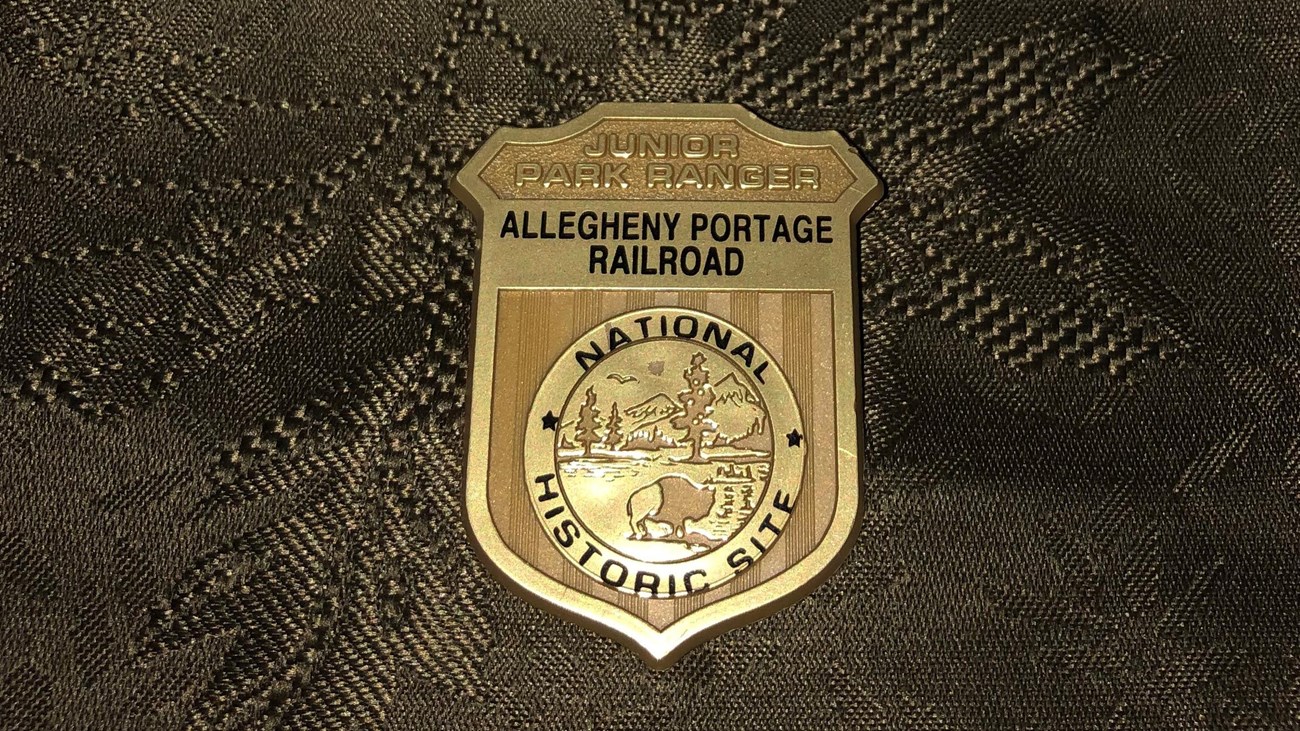 JUNIOR
PARK RANGER
ALLEGHENY PORTAGE
RAILROAD
NATIONAL
HISTORIC SITE